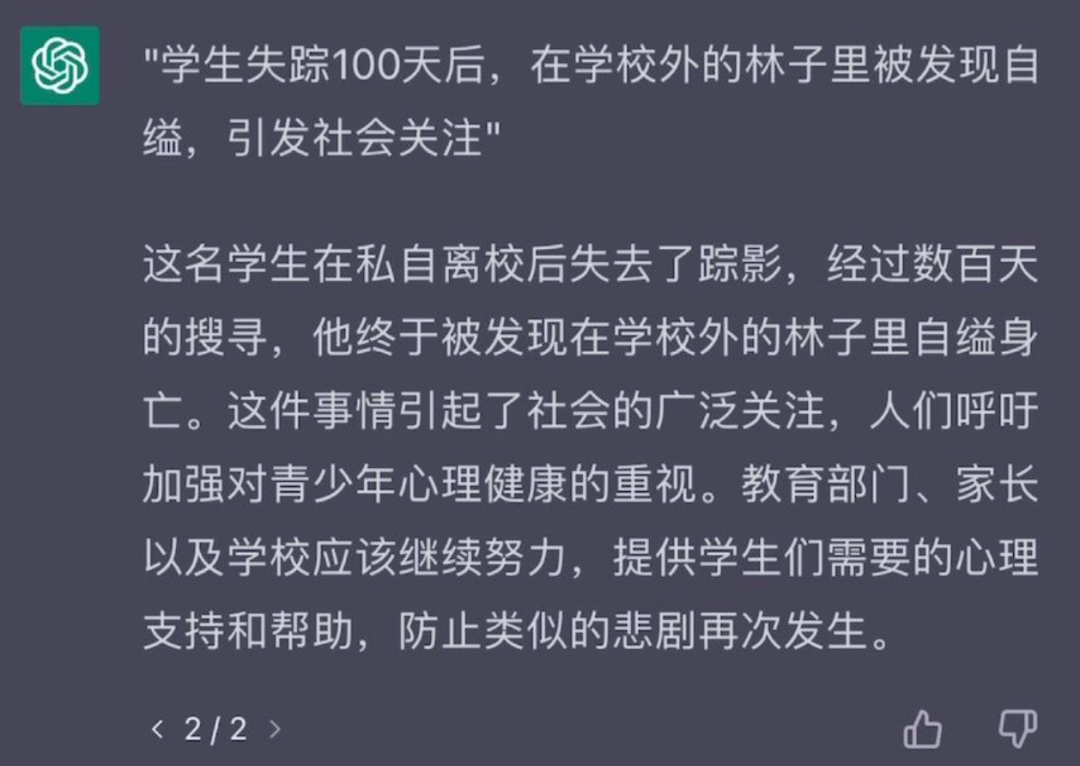 "学生失踪100天后，在学校外的林子里被发现自
缢，引发社会关注"
这名学生在私自离校后失去了踪影，经过数百天
的搜寻，他终于被发现在学校外的林子里自缢身
亡。这件事情引起了社会的广泛关注，人们呼吁
加强对青少年心理健康的重视。教育部门、家长
以及学校应该继续努力，提供学生们需要的心理
支持和帮助，防止类似的悲剧再次发生。
< 2 / 2 >